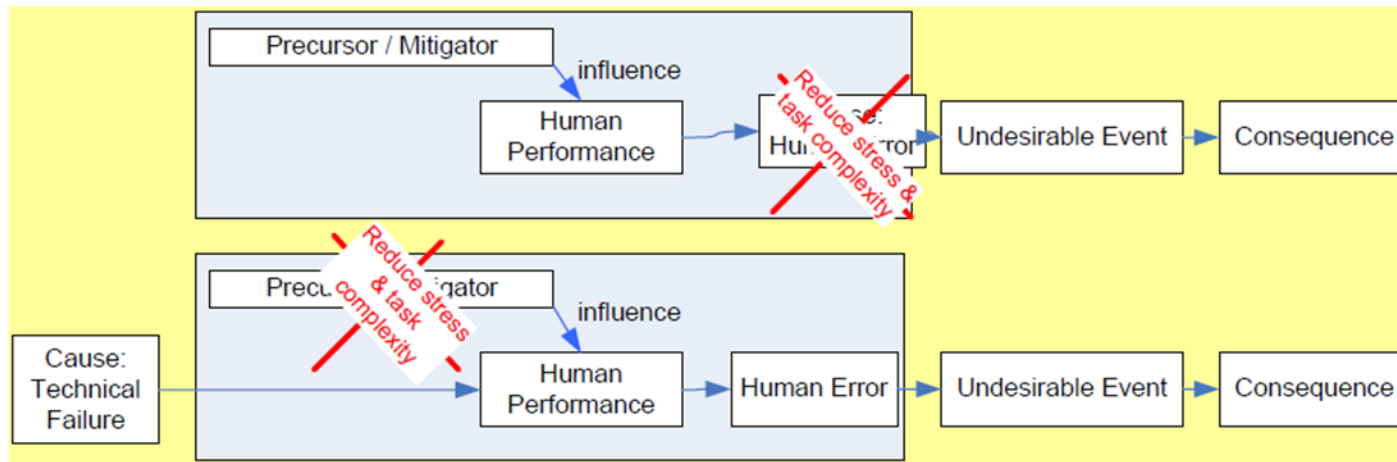 Precursor / Mitigator
influence
Human
Performance
Reduce stress &
task complexity
Undesirable Event
Consequence
Reduce stress
& task
complexity
influence
Cause:
Technical
Failure
Human
Performance
Human Error
Undesirable Event
Consequence